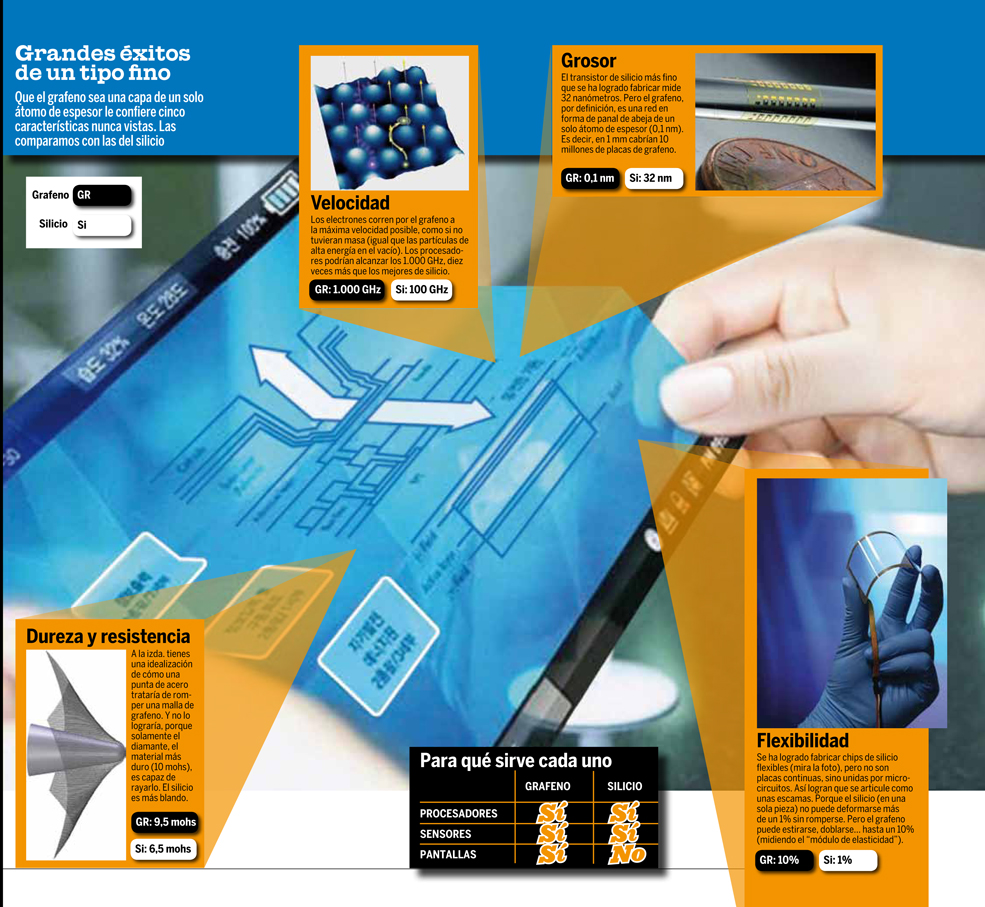 Grandes éxitos
de un tipo fino
Que el grafeno sea una capa de un solo
átomo de espesor le confiere cinco
características nunca vistas. Las
comparamos con las del silicio
Grafeno GR
Silicio Si
Velocidad
Los electrones corren por el grafeno a
la máxima velocidad posible, como si no
tuvieran masa (igual que las partículas de
alta energía en el vacío). Los procesado-
res podrían alcanzar los 1.000 GHz, diez
veces más que los mejores de silicio.
GR: 1.000 GHz Si: 100 GHz
Grosor
El transistor de silicio más fino
que se ha logrado fabricar mide
32 nanómetros. Pero el grafeno,
por definición, es una red en
forma de panal de abeja de un
solo átomo de espesor (0,1 nm).
Es decir, en 1 mm cabrían 10
millones de placas de grafeno.
GR: 0,1 nm Si: 32 nm
충전 100%
온도 28도
습도 32%
Dureza y resistencia
A la izda. tienes
una idealización
de cómo una
punta de acero
trataría de rom-
per una malla de
grafeno. Y no lo
lograría, porque
solamente el
diamante, el
material más
duro (10 mohs),
es capaz de
rayarlo. El silicio
es más blando.
GR: 9,5 mohs
Si: 6,5 mohs
Para qué sirve cada uno
GRAFENO SILICIO
PROCESADORES Sí Sí
SENSORES Sí Sí
PANTALLAS Sí No
Flexibilidad
Se ha logrado fabricar chips de silicio
flexibles (mira la foto), pero no son
placas continuas, sino unidas por micro-
circuitos. Así logran que se articule como
unas escamas. Porque el silicio (en una
sola pieza) no puede deformarse más
de un 1% sin romperse. Pero el grafeno
puede estirarse, doblarse... hasta un 10%
(midiendo el “módulo de elasticidad”).
GR: 10% Si: 1%